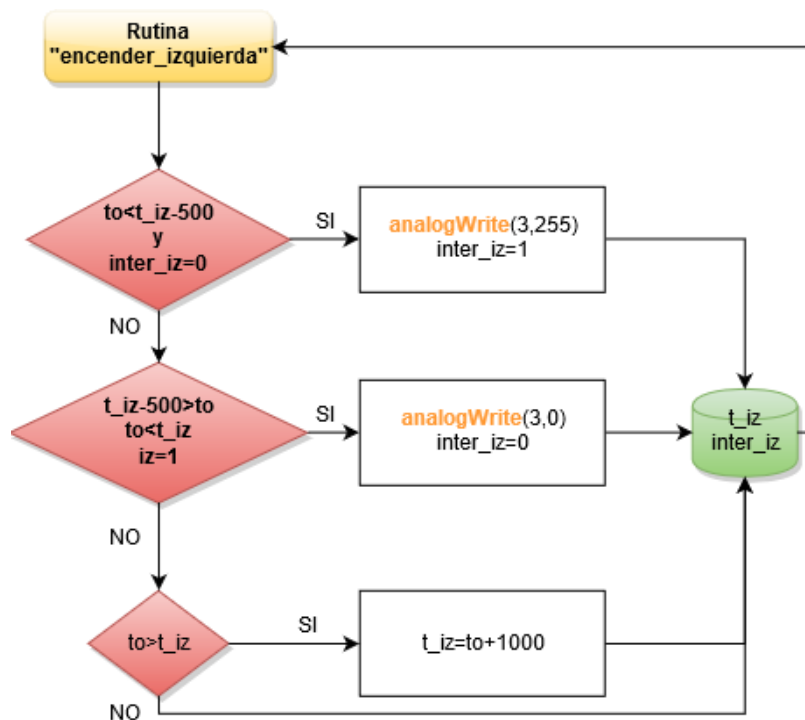 Rutina
"encender_izquierda"
to<t_iz-500
y
inter_iz=0
SI
analogWrite(3,255)
inter_iz=1
NO
t_iz-500>to
to<t_iz
iz=1
SI
analogWrite(3,0)
inter_iz=0
t_iz
inter_iz
NO
to>t_iz
SI
t_iz=to+1000
NO